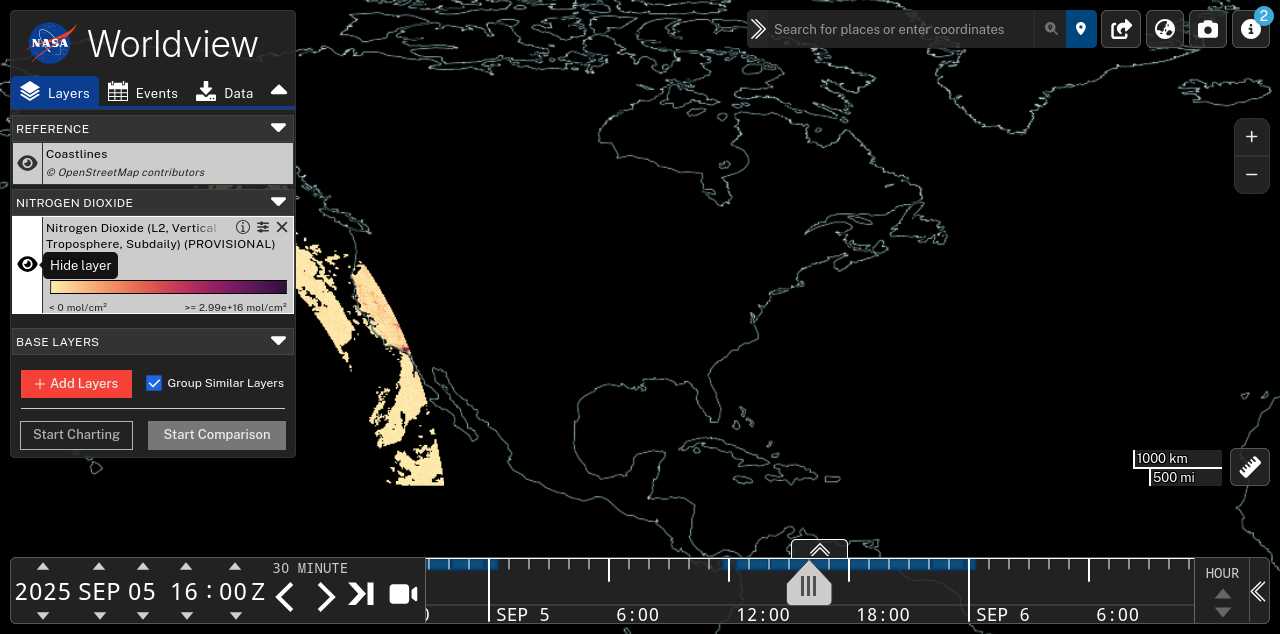 NASA Worldview
Search for places or enter coordinates
2
Layers Events Data
REFERENCE
Coastlines
© OpenStreetMap contributors
NITROGEN DIOXIDE
Nitrogen Dioxide (L2, Vertical
Troposphere, Subdaily) (PROVISIONAL)
Hide layer
< 0 mol/cm² >= 2.99e+16 mol/cm²
BASE LAYERS
+ Add Layers Group Similar Layers
Start Charting Start Comparison
1000 km
500 mi
30 MINUTE
2025 SEP 05 16:00Z
HOUR
SEP 5 6:00 12:00 18:00 SEP 6 6:00